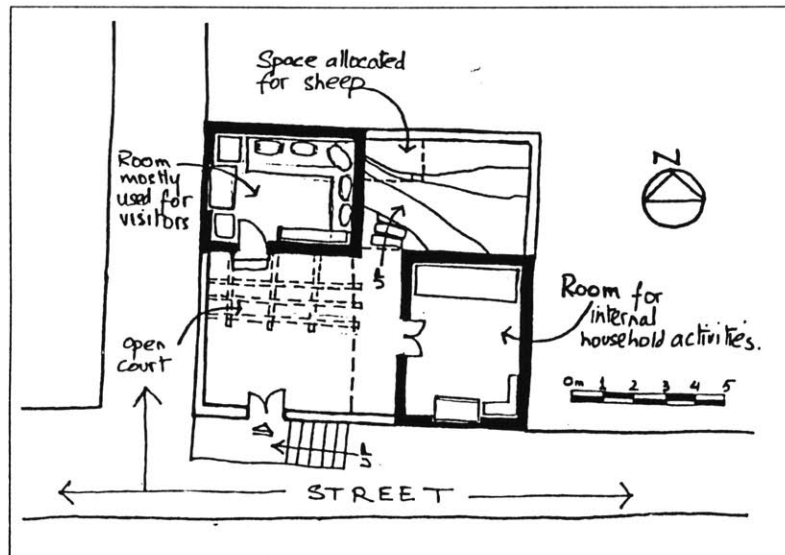 Space allocated
for sheep
N
Room
mostly
used for
visitors
Room for
internal
household activities.
Open
court
0m 1 2 3 4 5
STREET